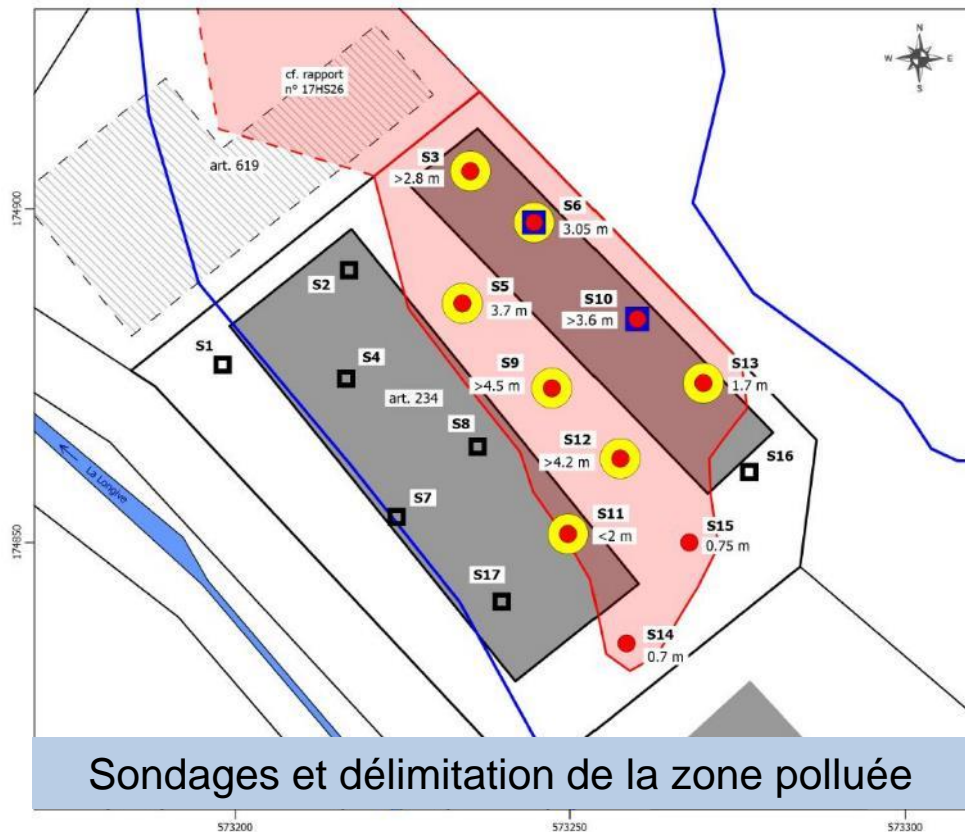 N
W E
S
cf. rapport
n° 17HS26
art. 619
S3
>2.8 m
S6
3.05 m
174900
S2
S5
3.7 m
S10
>3.6 m
S1
S4
S9
>4.5 m
S13
1.7 m
art. 234
S8
S12
>4.2 m
S16
La Longive
S7
S11
<2 m
S15
0.75 m
174850
S17
S14
0.7 m
Sondages et délimitation de la zone polluée
573200 573250 573300